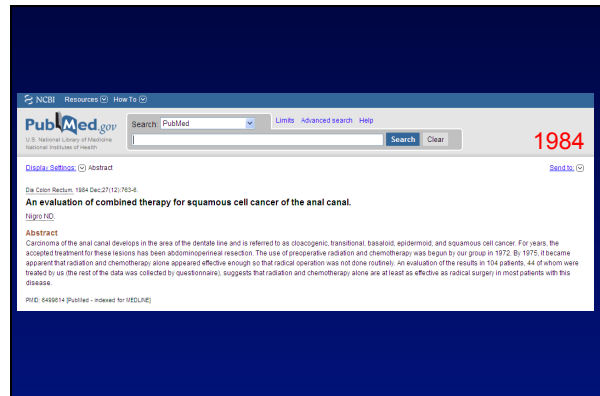 NCBI Resources How To
PubMed.gov
U.S. National Library of Medicine
National Institutes of Health
Search: PubMed
Limits Advanced search Help
Search Clear
1984
Display Settings: Abstract
Send to:
Dis Colon Rectum. 1984 Dec;27(12):763-6.
An evaluation of combined therapy for squamous cell cancer of the anal canal.
Nigro ND.
Abstract
Carcinoma of the anal canal develops in the area of the dentate line and is referred to as cloacogenic, transitional, basaloid, epidermoid, and squamous cell cancer. For years, the
accepted treatment for these lesions has been abdominoperineal resection. The use of preoperative radiation and chemotherapy was begun by our group in 1972. By 1975, it became
apparent that radiation and chemotherapy alone appeared effective enough so that radical operation was not done routinely. An evaluation of the results in 104 patients, 44 of whom were
treated by us (the rest of the data was collected by questionnaire), suggests that radiation and chemotherapy alone are at least as effective as radical surgery in most patients with this
disease.
PMID: 6499614 [PubMed - indexed for MEDLINE]